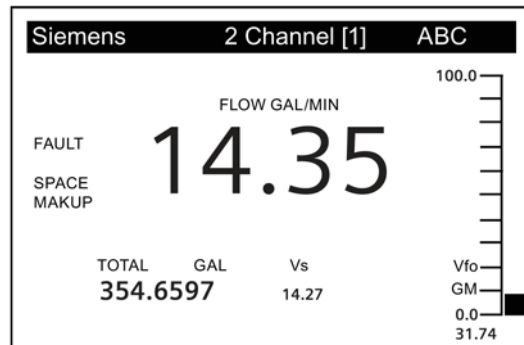 Siemens 2 Channel [1] ABC
100.0
FLOW GAL/MIN
14.35
FAULT
SPACE
MAKUP
TOTAL GAL Vs Vfo
354.6597 14.27 GM
0.0
31.74